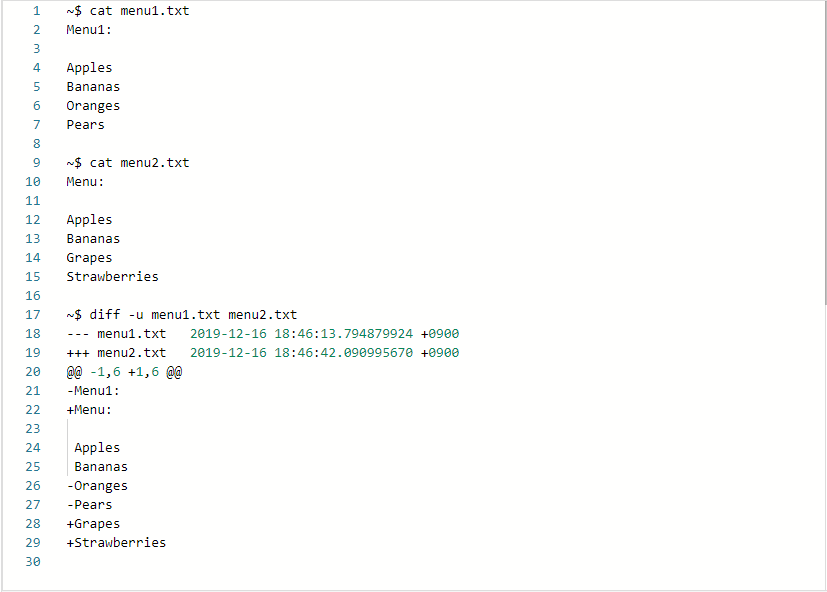 1 ~$ cat menu1.txt
2 Menu1:
3
4 Apples
5 Bananas
6 Oranges
7 Pears
8
9 ~$ cat menu2.txt
10 Menu:
11
12 Apples
13 Bananas
14 Grapes
15 Strawberries
16
17 ~$ diff -u menu1.txt menu2.txt
18 --- menu1.txt   2019-12-16 18:46:13.794879924 +0900
19 +++ menu2.txt   2019-12-16 18:46:42.090995670 +0900
20 @@ -1,6 +1,6 @@
21 -Menu1:
22 +Menu:
23
24  Apples
25  Bananas
26 -Oranges
27 -Pears
28 +Grapes
29 +Strawberries
30